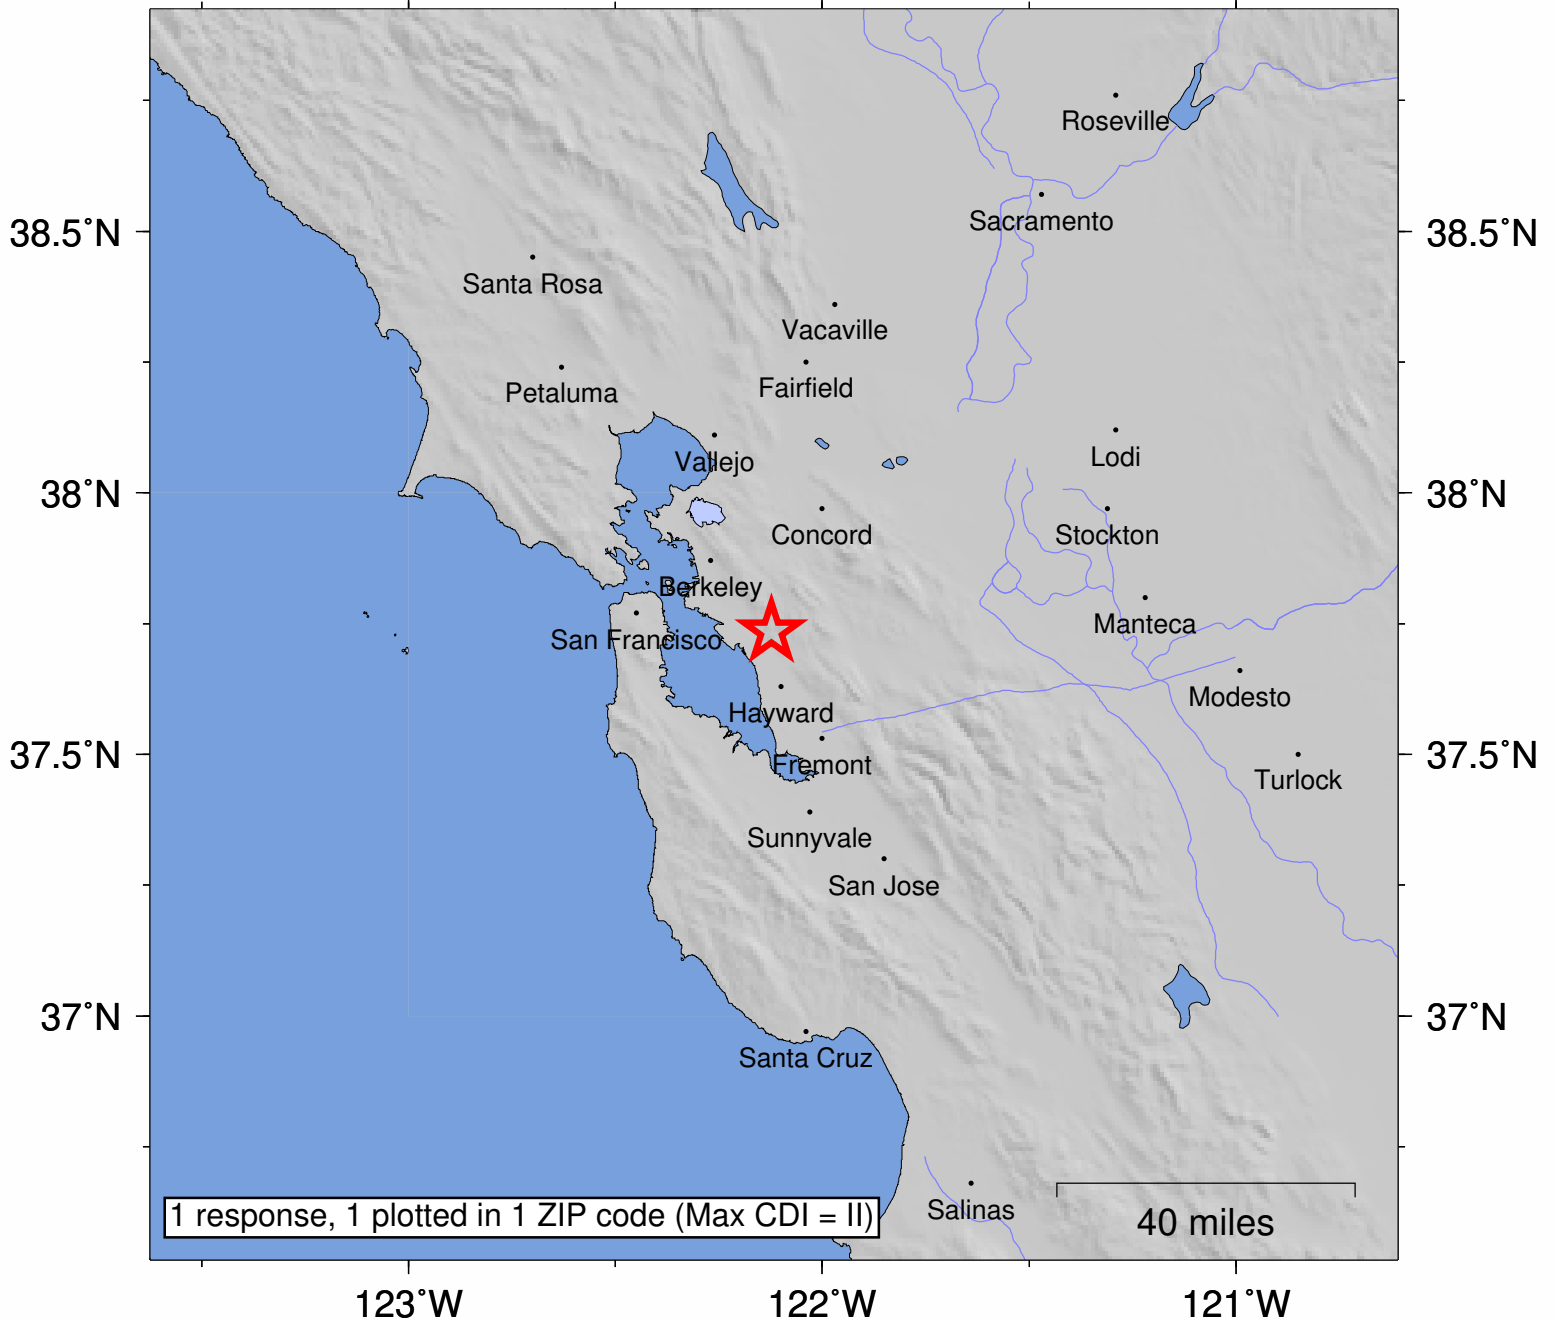 Roseville
Sacramento
38.5°N
38.5°N
Santa Rosa
Vacaville
Fairfield
Petaluma
Lodi
Vallejo
38°N
38°N
Concord
Stockton
Berkeley
Manteca
San Francisco
Modesto
Hayward
37.5°N
37.5°N
Fremont
Turlock
Sunnyvale
San Jose
37°N
37°N
Santa Cruz
Salinas
1 response, 1 plotted in 1 ZIP code (Max CDI = II)
40 miles
123°W
122°W
121°W